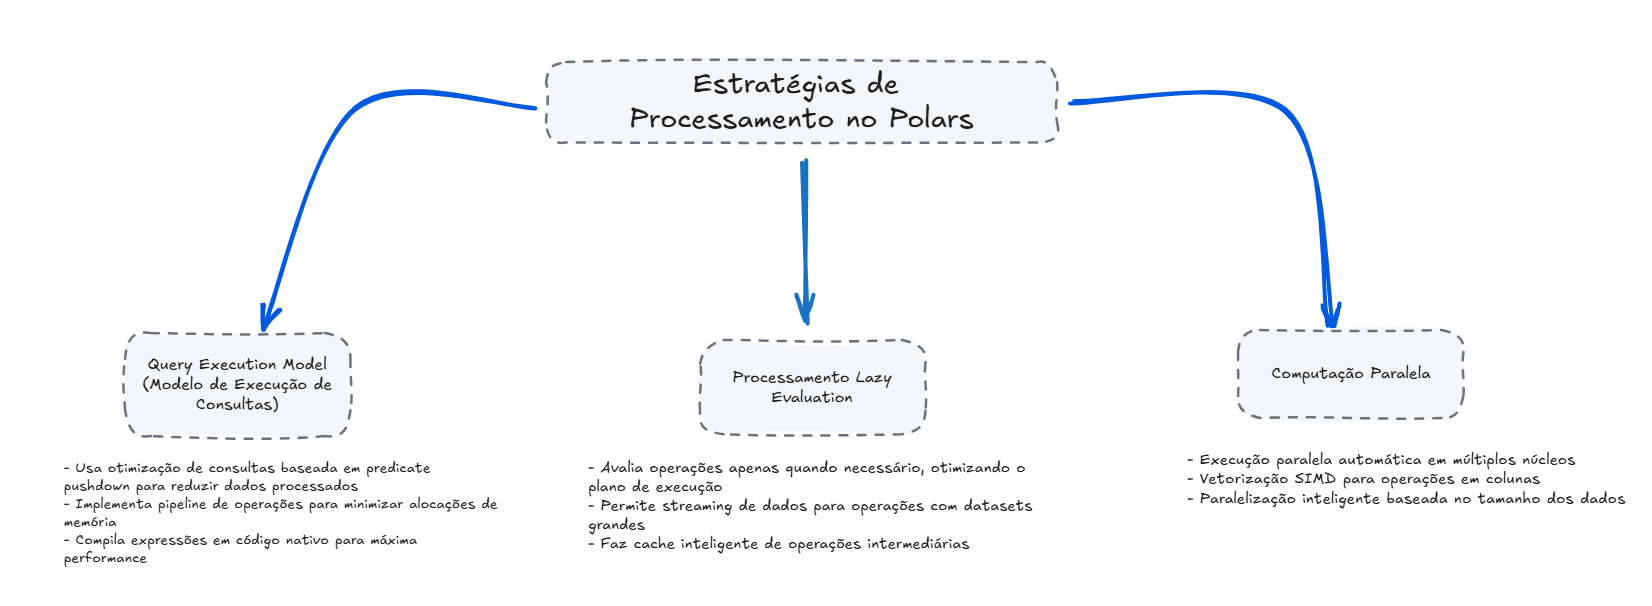 Estratégias de
Processamento no Polars
Query Execution Model
(Modelo de Execução de
Consultas)
- Usa otimização de consultas baseada em predicate
pushdown para reduzir dados processados
- Implementa pipeline de operações para minimizar alocações de
memória
- Compila expressões em código nativo para máxima
performance
Processamento Lazy
Evaluation
- Avalia operações apenas quando necessário, otimizando o
plano de execução
- Permite streaming de dados para operações com datasets
grandes
- Faz cache inteligente de operações intermediárias
Computação Paralela
- Execução paralela automática em múltiplos núcleos
- Vetorização SIMD para operações em colunas
- Paralelização inteligente baseada no tamanho dos dados